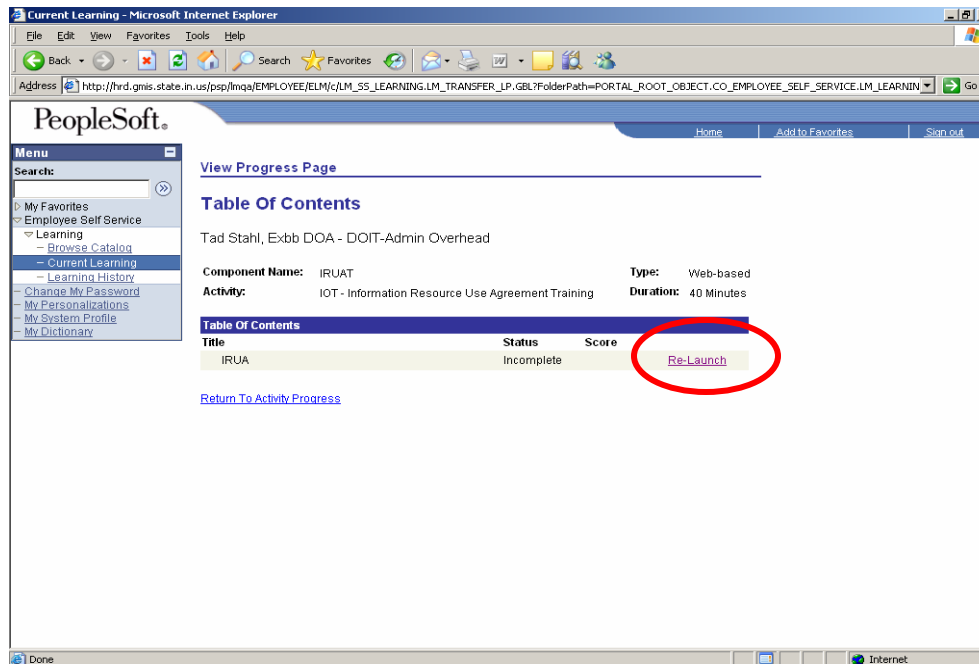 Current Learning - Microsoft Internet Explorer
File Edit View Favorites Tools Help
Back Search Favorites
Address http://hrd.gmis.state.in.us/psp/lmqa/EMPLOYEE/ELM/c/LM_SS_LEARNING.LM_TRANSFER_LP.GBL?FolderPath=PORTAL_ROOT_OBJECT.CO_EMPLOYEE_SELF_SERVICE.LM_LEARNIN Go
PeopleSoft®
Home Add to Favorites Sign out
Menu
Search:
My Favorites
Employee Self Service
Learning
– Browse Catalog
– Current Learning
– Learning History
– Change My Password
– My Personalizations
– My System Profile
– My Dictionary
View Progress Page
Table Of Contents
Tad Stahl, Exbb DOA - DOIT-Admin Overhead
Component Name: IRUAT Type: Web-based
Activity: IOT - Information Resource Use Agreement Training Duration: 40 Minutes
Table Of Contents
Title Status Score
IRUA Incomplete Re-Launch
Return To Activity Progress
Done Internet